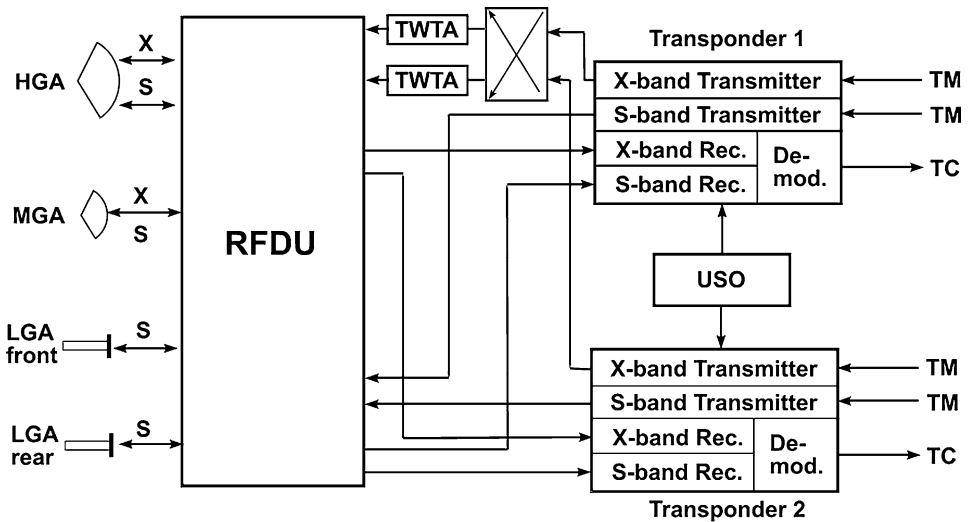 HGA
X
S
MGA
X
S
LGA
front
S
LGA
rear
S
RFDU
TWTA
TWTA
Transponder 1
X-band Transmitter
TM
S-band Transmitter
TM
X-band Rec.
S-band Rec.
De-
mod.
TC
USO
X-band Transmitter
TM
S-band Transmitter
TM
X-band Rec.
S-band Rec.
De-
mod.
TC
Transponder 2